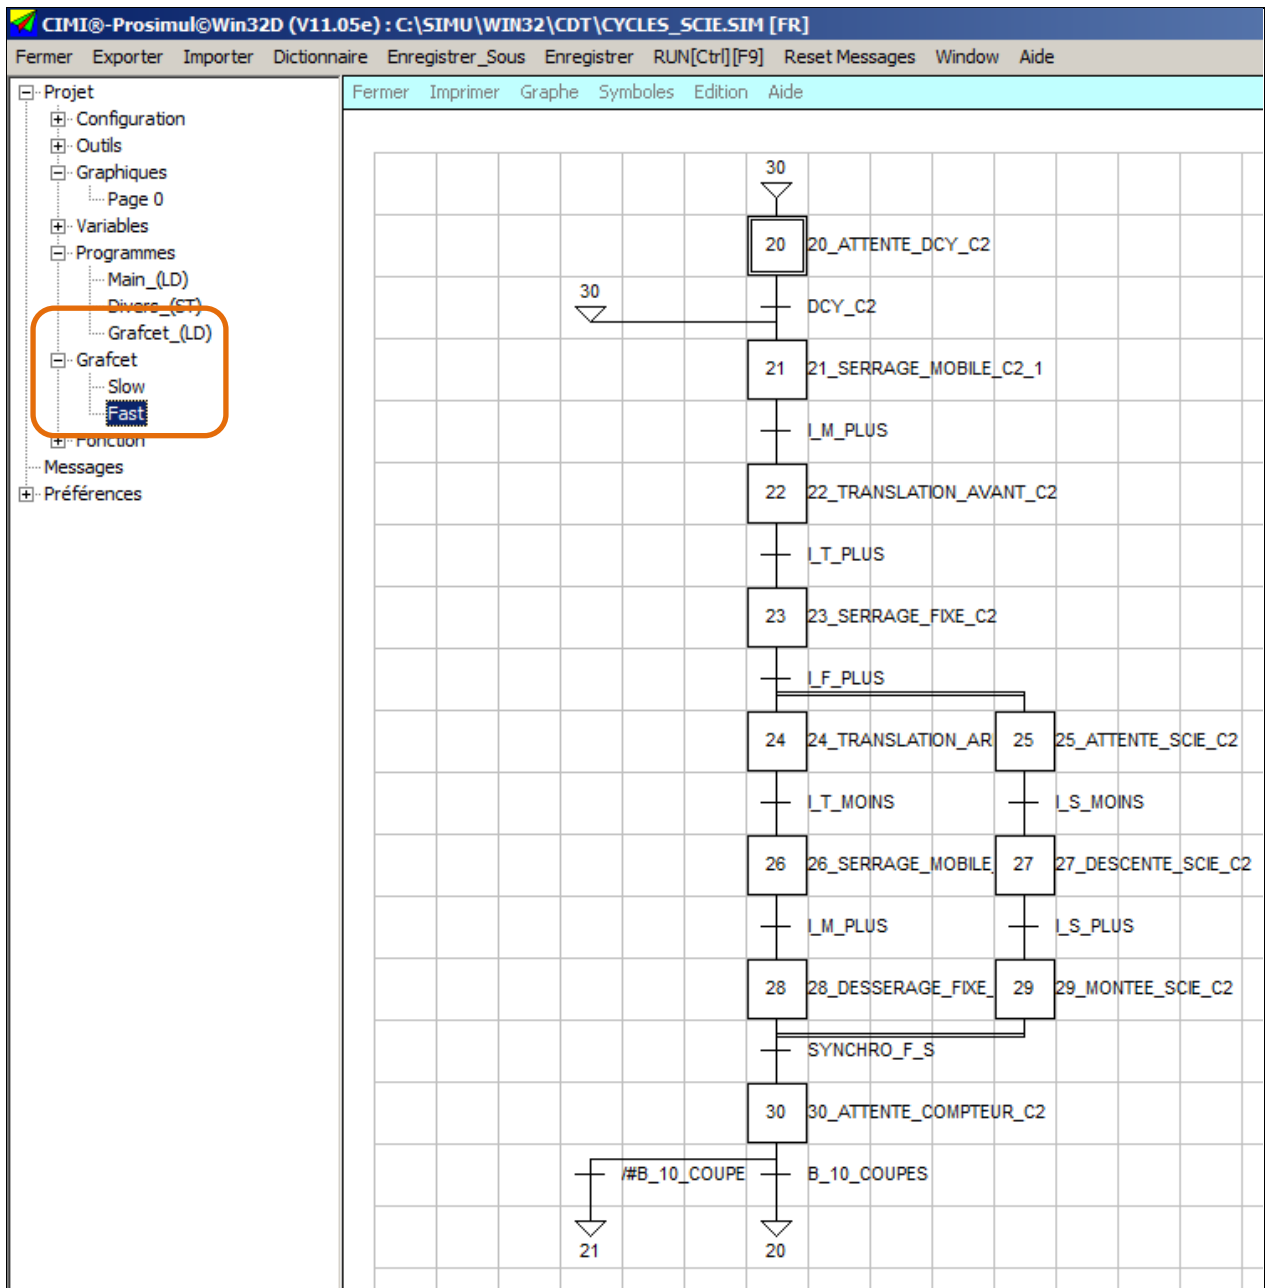 CIMI®-Prosimul©Win32D (V11.05e) : C:\SIMU\WIN32\CDT\CYCLES_SCIE.SIM [FR]
Fermer Exporter Importer Dictionnaire Enregistrer_Sous Enregistrer RUN[Ctrl][F9] Reset Messages Window Aide
Projet
Configuration
Outils
Graphiques
Page 0
Variables
Programmes
Main_(LD)
Divers_(ST)
Grafcet_(LD)
Grafcet
Slow
Fast
Fonction
Messages
Préférences
Fermer Imprimer Graphe Symboles Edition Aide
30
20 20_ATTENTE_DCY_C2
30
DCY_C2
21 21_SERRAGE_MOBILE_C2_1
I_M_PLUS
22 22_TRANSLATION_AVANT_C2
I_T_PLUS
23 23_SERRAGE_FIXE_C2
I_F_PLUS
24 24_TRANSLATION_ARI 25 25_ATTENTE_SCIE_C2
I_T_MOINS I_S_MOINS
26 26_SERRAGE_MOBILE_ 27 27_DESCENTE_SCIE_C2
I_M_PLUS I_S_PLUS
28 28_DESSERAGE_FIXE_ 29 29_MONTEE_SCIE_C2
SYNCHRO_F_S
30 30_ATTENTE_COMPTEUR_C2
/#B_10_COUPE B_10_COUPES
21 20